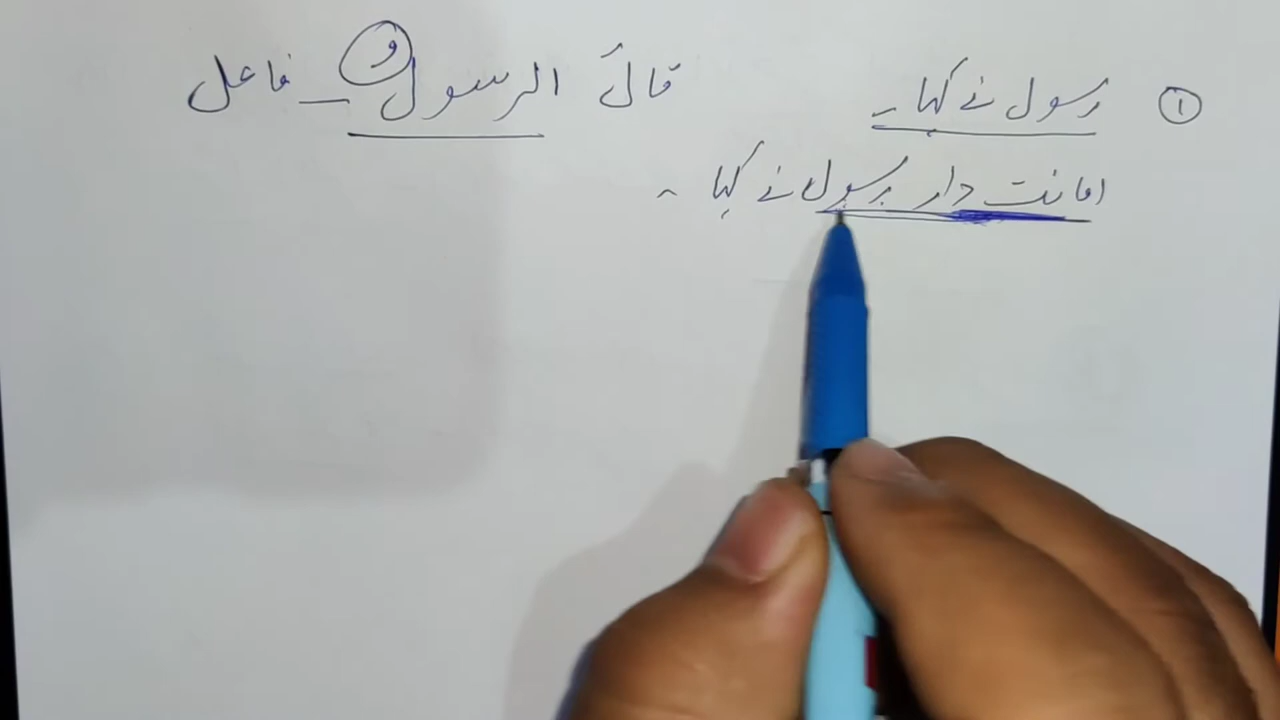 ① رسول نے کہا۔ قالَ الرسولُ — فاعل
امانت دار رسول نے کہا ۔